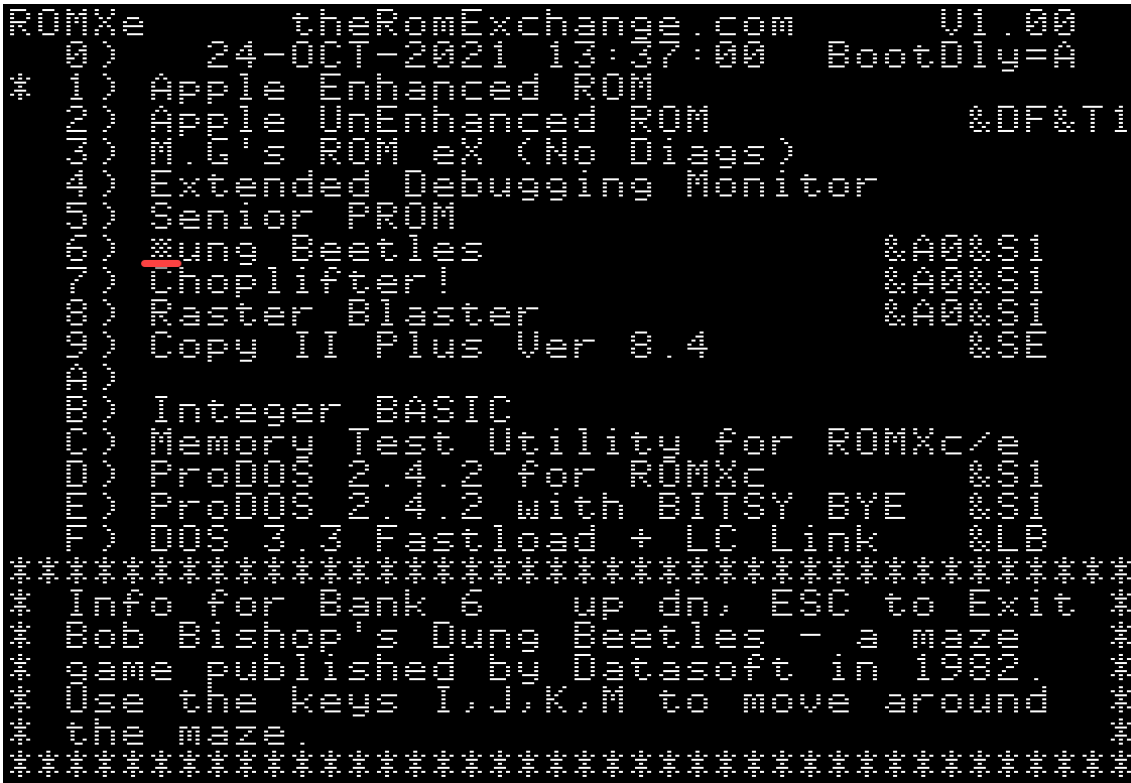 ROMXe     theRomExchange.com     V1.00
0)   24-OCT-2021 13:37:00  BootDly=A
* 1) Apple Enhanced ROM
2) Apple UnEnhanced ROM         &DF&T1
3) M.G's ROM eX (No Diags)
4) Extended Debugging Monitor
5) Senior PROM
6) ▒ung Beetles              &A0&S1
7) Choplifter!               &A0&S1
8) Raster Blaster            &A0&S1
9) Copy II Plus Ver 8.4         &SE
A)
B) Integer BASIC
C) Memory Test Utility for ROMXc/e
D) ProDOS 2.4.2 for ROMXc       &S1
E) ProDOS 2.4.2 with BITSY BYE  &S1
F) DOS 3.3 Fastload + LC Link   &LB
****************************************
* Info for Bank 6   up dn, ESC to Exit *
* Bob Bishop's Dung Beetles - a maze   *
* game published by Datasoft in 1982.  *
* Use the keys I,J,K,M to move around  *
* the maze.                            *
****************************************